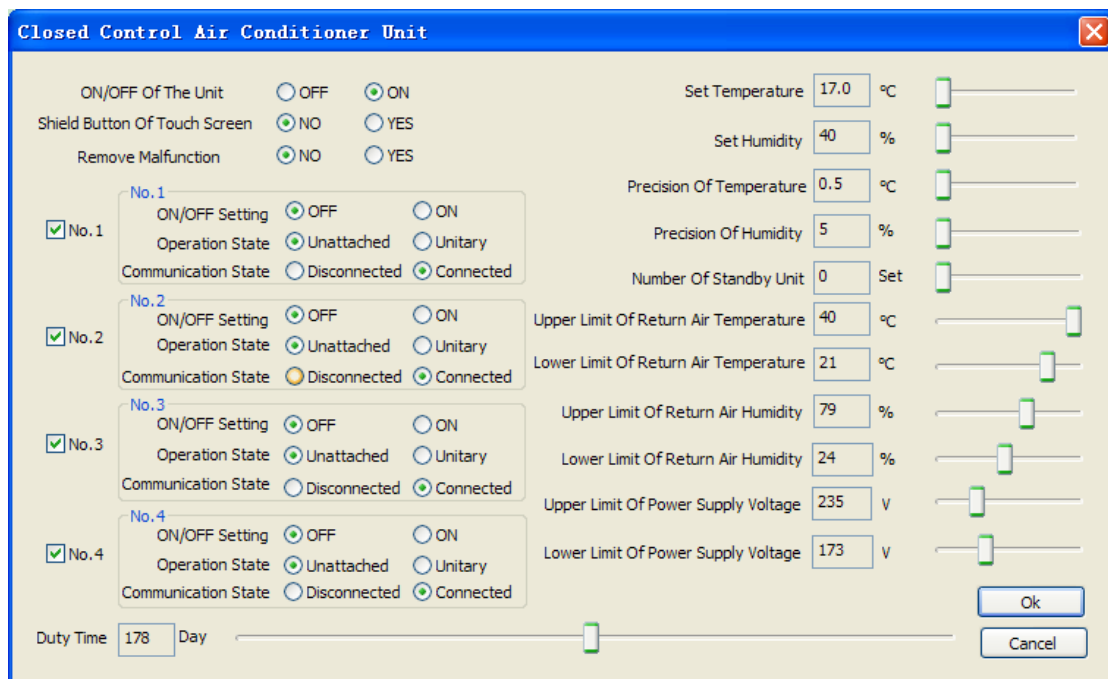 Closed Control Air Conditioner Unit
ON/OFF Of The Unit OFF ON
Shield Button Of Touch Screen NO YES
Remove Malfunction NO YES
No.1
No.1
ON/OFF Setting OFF ON
Operation State Unattached Unitary
Communication State Disconnected Connected
No.2
No.2
ON/OFF Setting OFF ON
Operation State Unattached Unitary
Communication State Disconnected Connected
No.3
No.3
ON/OFF Setting OFF ON
Operation State Unattached Unitary
Communication State Disconnected Connected
No.4
No.4
ON/OFF Setting OFF ON
Operation State Unattached Unitary
Communication State Disconnected Connected
Set Temperature 17.0 ºC
Set Humidity 40 %
Precision Of Temperature 0.5 ºC
Precision Of Humidity 5 %
Number Of Standby Unit 0 Set
Upper Limit Of Return Air Temperature 40 ºC
Lower Limit Of Return Air Temperature 21 ºC
Upper Limit Of Return Air Humidity 79 %
Lower Limit Of Return Air Humidity 24 %
Upper Limit Of Power Supply Voltage 235 V
Lower Limit Of Power Supply Voltage 173 V
Duty Time 178 Day
Ok
Cancel